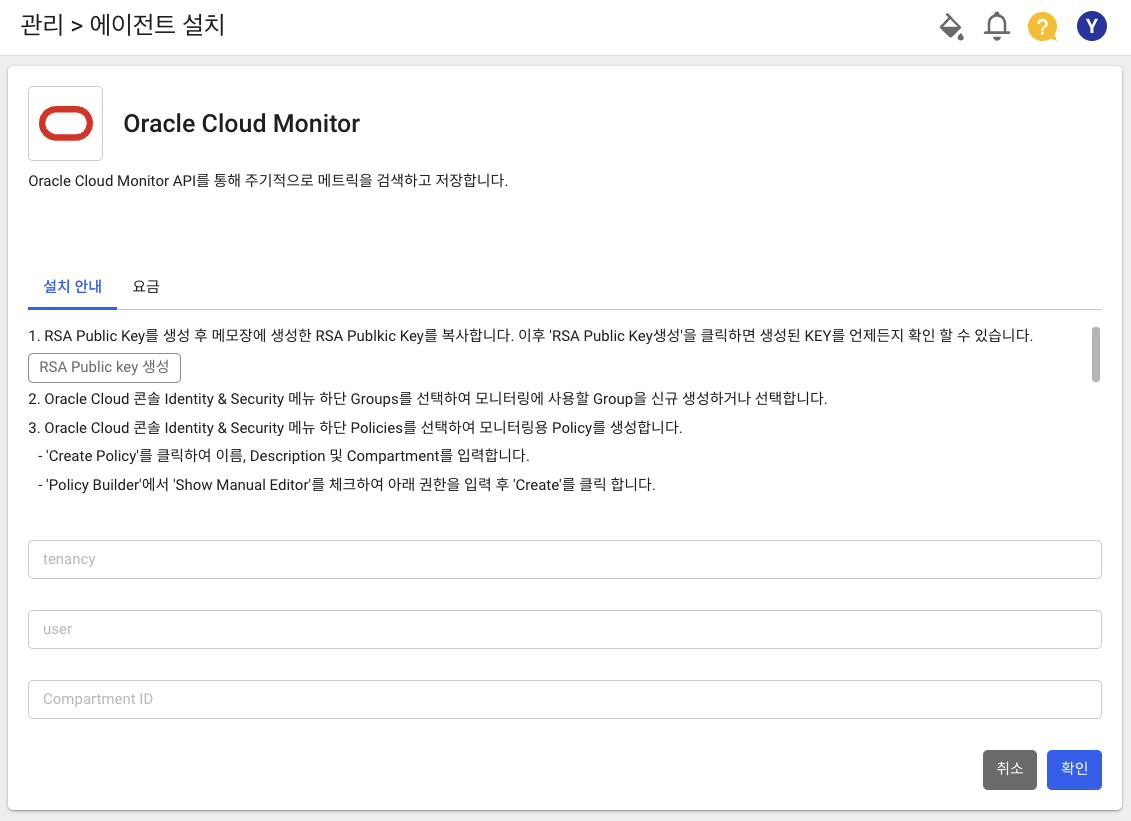 관리 > 에이전트 설치
?
Y
Oracle Cloud Monitor
Oracle Cloud Monitor API를 통해 주기적으로 메트릭을 검색하고 저장합니다.
설치 안내
요금
1. RSA Public Key를 생성 후 메모장에 생성한 RSA Publkic Key를 복사합니다. 이후 'RSA Public Key생성'을 클릭하면 생성된 KEY를 언제든지 확인 할 수 있습니다.
RSA Public key 생성
2. Oracle Cloud 콘솔 Identity & Security 메뉴 하단 Groups를 선택하여 모니터링에 사용할 Group을 신규 생성하거나 선택합니다.
3. Oracle Cloud 콘솔 Identity & Security 메뉴 하단 Policies를 선택하여 모니터링용 Policy를 생성합니다.
- 'Create Policy'를 클릭하여 이름, Description 및 Compartment를 입력합니다.
- 'Policy Builder'에서 'Show Manual Editor'를 체크하여 아래 권한을 입력 후 'Create'를 클릭 합니다.
tenancy
user
Compartment ID
취소
확인